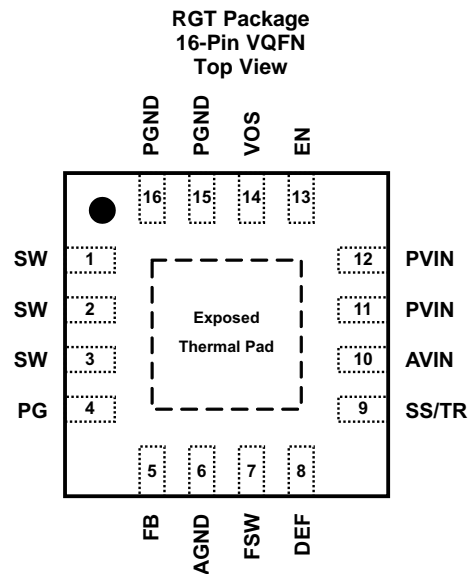 RGT Package
16-Pin VQFN
Top View
PGND PGND VOS EN
16 15 14 13
SW 1 12 PVIN
SW 2 11 PVIN
Exposed
Thermal Pad
SW 3 10 AVIN
PG 4 9 SS/TR
5 6 7 8
FB AGND FSW DEF